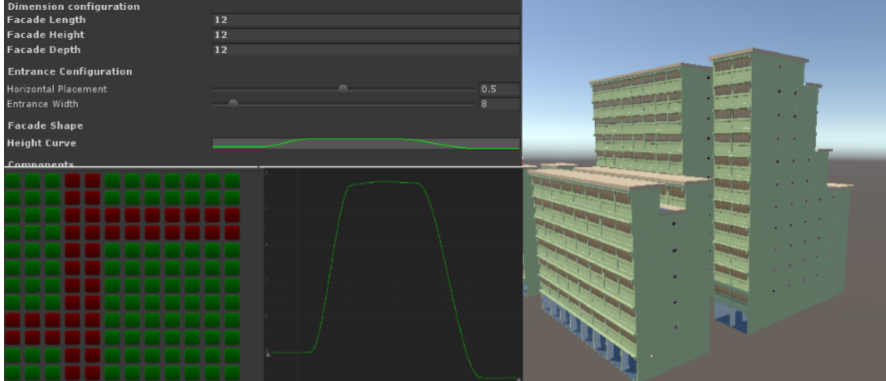 Dimension configuration
Facade Length 12
Facade Height 12
Facade Depth 12
Entrance Configuration
Horizontal Placement 0.5
Entrance Width 8
Facade Shape
Height Curve
Components